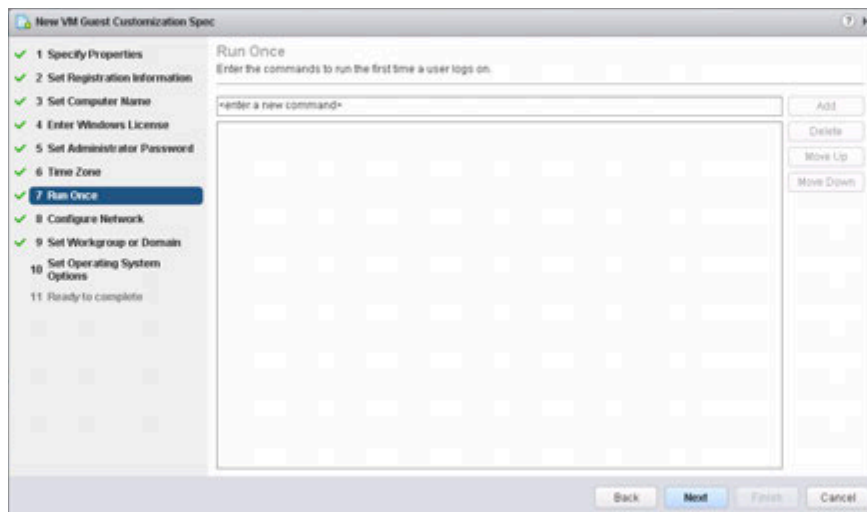 New VM Guest Customization Spec
?
1 Specify Properties
2 Set Registration Information
3 Set Computer Name
4 Enter Windows License
5 Set Administrator Password
6 Time Zone
7 Run Once
8 Configure Network
9 Set Workgroup or Domain
10 Set Operating System
Options
11 Ready to complete
Run Once
Enter the commands to run the first time a user logs on.
<enter a new command>
Add
Delete
Move Up
Move Down
Back
Next
Finish
Cancel